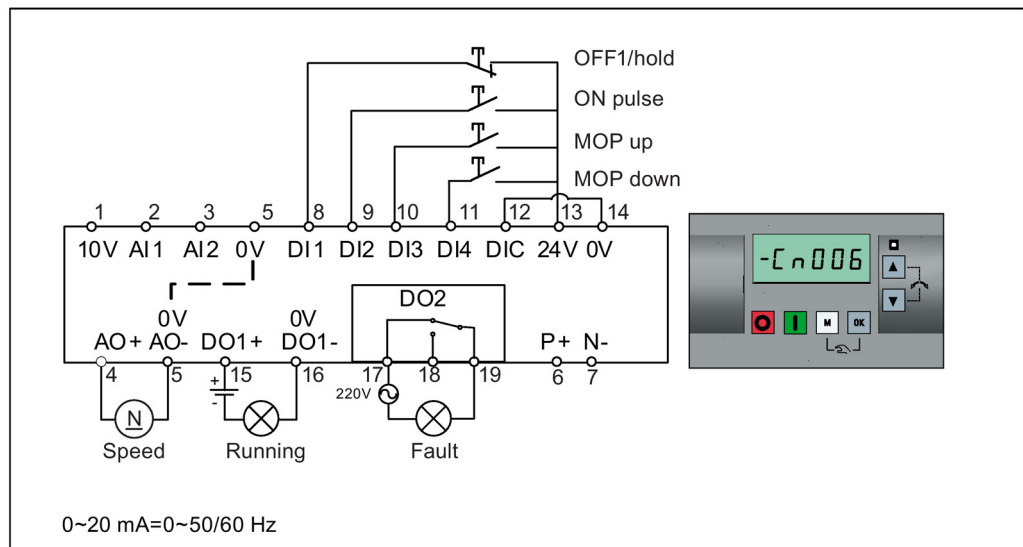 OFF1/hold
ON pulse
MOP up
MOP down
1 2 3 5 8 9 10 11 12 13 14
10V AI1 AI2 0V DI1 DI2 DI3 DI4 DIC 24V 0V
-Cn006
DO2
0V 0V
AO+ AO- DO1+ DO1- P+ N-
4 5 15 16 17 18 19 6 7
M OK
+
-
220V
N
Speed Running Fault
0~20 mA=0~50/60 Hz